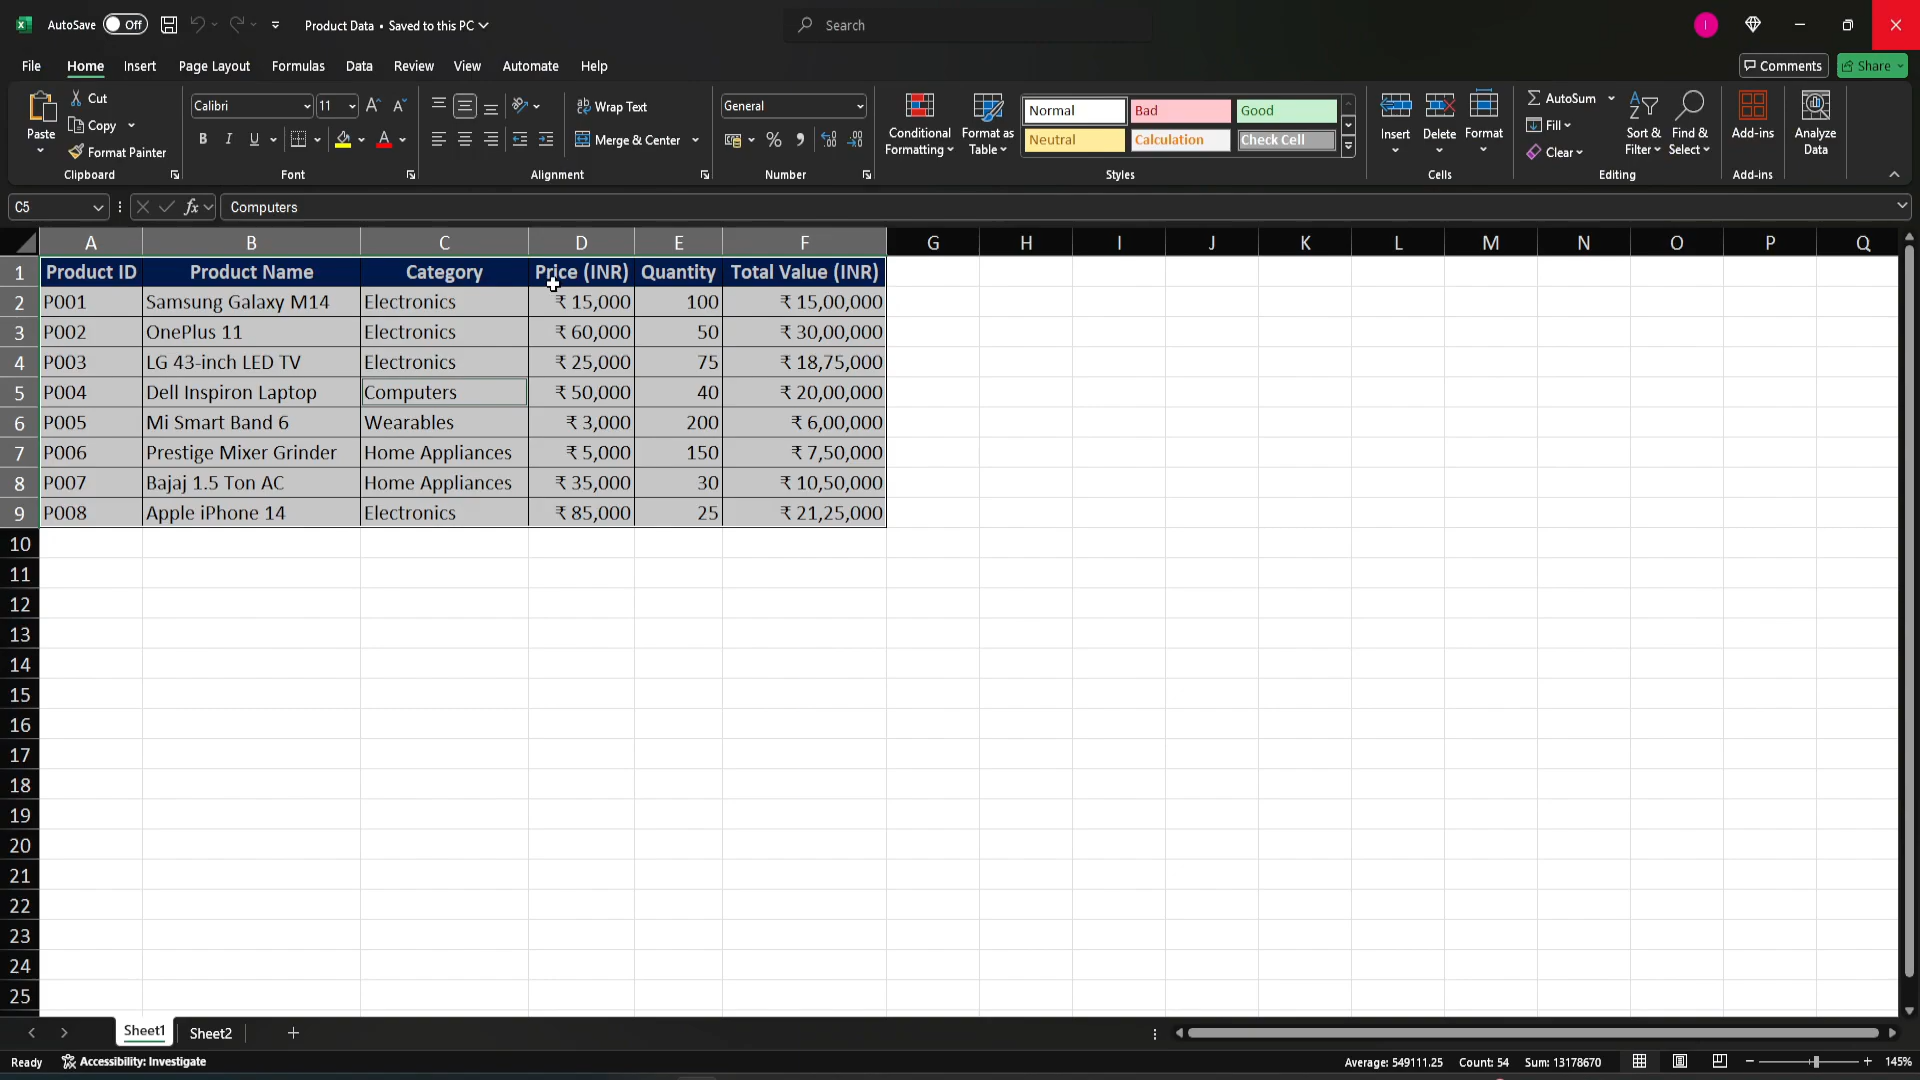 AutoSave Off Product Data • Saved to this PC Search I
File Home Insert Page Layout Formulas Data Review View Automate Help Comments Share
Paste Cut Copy Format Painter Clipboard
Calibri 11 B I U Font
Wrap Text Merge & Center Alignment
General % Number
Conditional Formatting Format as Table Normal Bad Good Neutral Calculation Check Cell Styles
Insert Delete Format Cells
AutoSum Fill Clear Sort & Filter Find & Select Editing
Add-ins Add-ins
Analyze Data
C5 fx Computers
A B C D E F G H I J K L M N O P Q
1 Product ID Product Name Category Price (INR) Quantity Total Value (INR)
2 P001 Samsung Galaxy M14 Electronics ₹ 15,000 100 ₹ 15,00,000
3 P002 OnePlus 11 Electronics ₹ 60,000 50 ₹ 30,00,000
4 P003 LG 43-inch LED TV Electronics ₹ 25,000 75 ₹ 18,75,000
5 P004 Dell Inspiron Laptop Computers ₹ 50,000 40 ₹ 20,00,000
6 P005 Mi Smart Band 6 Wearables ₹ 3,000 200 ₹ 6,00,000
7 P006 Prestige Mixer Grinder Home Appliances ₹ 5,000 150 ₹ 7,50,000
8 P007 Bajaj 1.5 Ton AC Home Appliances ₹ 35,000 30 ₹ 10,50,000
9 P008 Apple iPhone 14 Electronics ₹ 85,000 25 ₹ 21,25,000
10
11
12
13
14
15
16
17
18
19
20
21
22
23
24
25
Sheet1 Sheet2
Ready Accessibility: Investigate Average: 549111.25 Count: 54 Sum: 13178670 145%